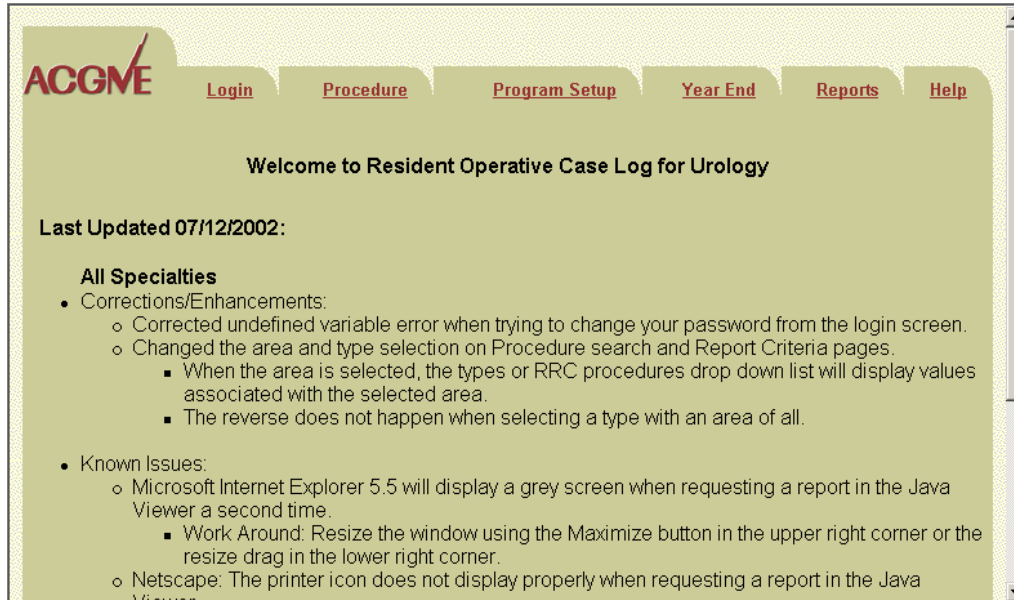 ACGME
Login Procedure Program Setup Year End Reports Help
Welcome to Resident Operative Case Log for Urology
Last Updated 07/12/2002:
All Specialties
Corrections/Enhancements:
Corrected undefined variable error when trying to change your password from the login screen.
Changed the area and type selection on Procedure search and Report Criteria pages.
When the area is selected, the types or RRC procedures drop down list will display values
associated with the selected area.
The reverse does not happen when selecting a type with an area of all.
Known Issues:
Microsoft Internet Explorer 5.5 will display a grey screen when requesting a report in the Java
Viewer a second time.
Work Around: Resize the window using the Maximize button in the upper right corner or the
resize drag in the lower right corner.
Netscape: The printer icon does not display properly when requesting a report in the Java